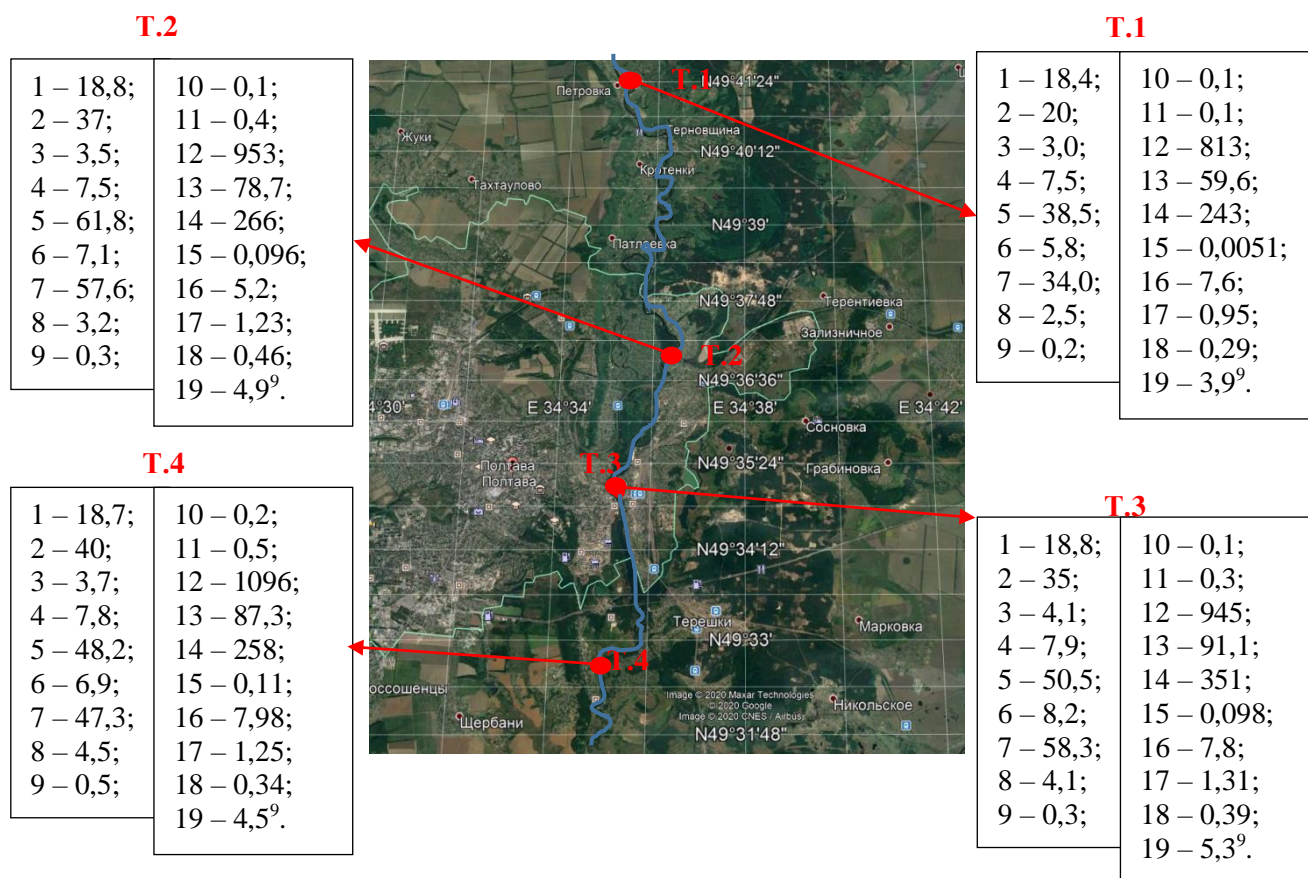 T.2
1 – 18,8;
2 – 37;
3 – 3,5;
4 – 7,5;
5 – 61,8;
6 – 7,1;
7 – 57,6;
8 – 3,2;
9 – 0,3;
10 – 0,1;
11 – 0,4;
12 – 953;
13 – 78,7;
14 – 266;
15 – 0,096;
16 – 5,2;
17 – 1,23;
18 – 0,46;
19 – 4,9⁹.
T.1
1 – 18,4;
2 – 20;
3 – 3,0;
4 – 7,5;
5 – 38,5;
6 – 5,8;
7 – 34,0;
8 – 2,5;
9 – 0,2;
10 – 0,1;
11 – 0,1;
12 – 813;
13 – 59,6;
14 – 243;
15 – 0,0051;
16 – 7,6;
17 – 0,95;
18 – 0,29;
19 – 3,9⁹.
T.4
1 – 18,7;
2 – 40;
3 – 3,7;
4 – 7,8;
5 – 48,2;
6 – 6,9;
7 – 47,3;
8 – 4,5;
9 – 0,5;
10 – 0,2;
11 – 0,5;
12 – 1096;
13 – 87,3;
14 – 258;
15 – 0,11;
16 – 7,98;
17 – 1,25;
18 – 0,34;
19 – 4,5⁹.
T.3
1 – 18,8;
2 – 35;
3 – 4,1;
4 – 7,9;
5 – 50,5;
6 – 8,2;
7 – 58,3;
8 – 4,1;
9 – 0,3;
10 – 0,1;
11 – 0,3;
12 – 945;
13 – 91,1;
14 – 351;
15 – 0,098;
16 – 7,8;
17 – 1,31;
18 – 0,39;
19 – 5,3⁹.
T.1
N49°41'24"
Петровка
Терновщина
Жуки
N49°40'12"
Кротенки
Тахтаулово
N49°39'
Патлаевка
N49°37'48"
Терентиевка
Зализничное
T.2
N49°36'36"
4°30'
E 34°34'
E 34°38'
E 34°42'
Сосновка
T.3
N49°35'24"
Грабиновка
Полтава
Полтава
N49°34'12"
Терешки
N49°33'
Марковка
T.4
оссошенцы
Image © 2020 Maxar Technologies
© 2020 Google
Image © 2020 CNES / Airbus
Никольское
Щербани
N49°31'48"